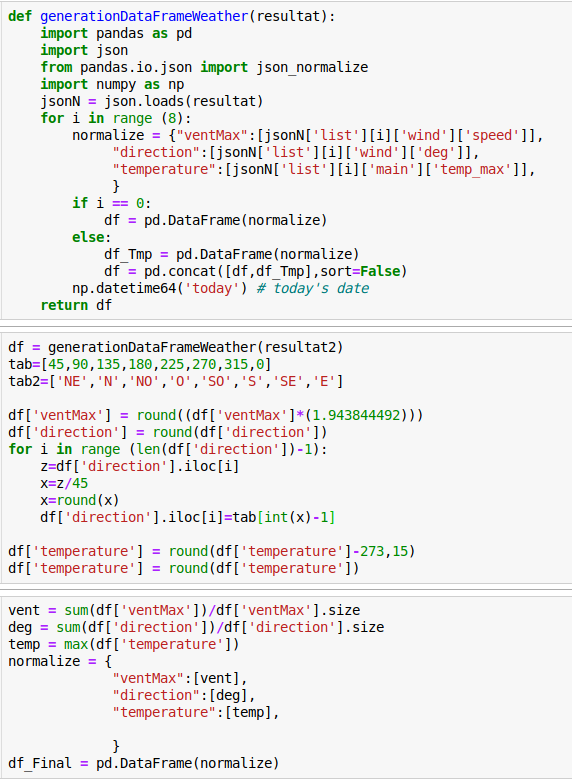 def generationDataFrameWeather(resultat):
    import pandas as pd
    import json
    from pandas.io.json import json_normalize
    import numpy as np
    jsonN = json.loads(resultat)
    for i in range (8):
        normalize = {"ventMax":[jsonN['list'][i]['wind']['speed']],
             "direction":[jsonN['list'][i]['wind']['deg']],
             "temperature":[jsonN['list'][i]['main']['temp_max']],
             }
        if i == 0:
            df = pd.DataFrame(normalize)
        else:
            df_Tmp = pd.DataFrame(normalize)
            df = pd.concat([df,df_Tmp],sort=False)
        np.datetime64('today') # today's date
    return df
df = generationDataFrameWeather(resultat2)
tab=[45,90,135,180,225,270,315,0]
tab2=['NE','N','NO','O','SO','S','SE','E']

df['ventMax'] = round((df['ventMax']*(1.943844492)))
df['direction'] = round(df['direction'])
for i in range (len(df['direction'])-1):
    z=df['direction'].iloc[i]
    x=z/45
    x=round(x)
    df['direction'].iloc[i]=tab[int(x)-1]

df['temperature'] = round(df['temperature']-273,15)
df['temperature'] = round(df['temperature'])
vent = sum(df['ventMax'])/df['ventMax'].size
deg = sum(df['direction'])/df['direction'].size
temp = max(df['temperature'])
normalize = {
             "ventMax":[vent],
             "direction":[deg],
             "temperature":[temp],

             }
df_Final = pd.DataFrame(normalize)